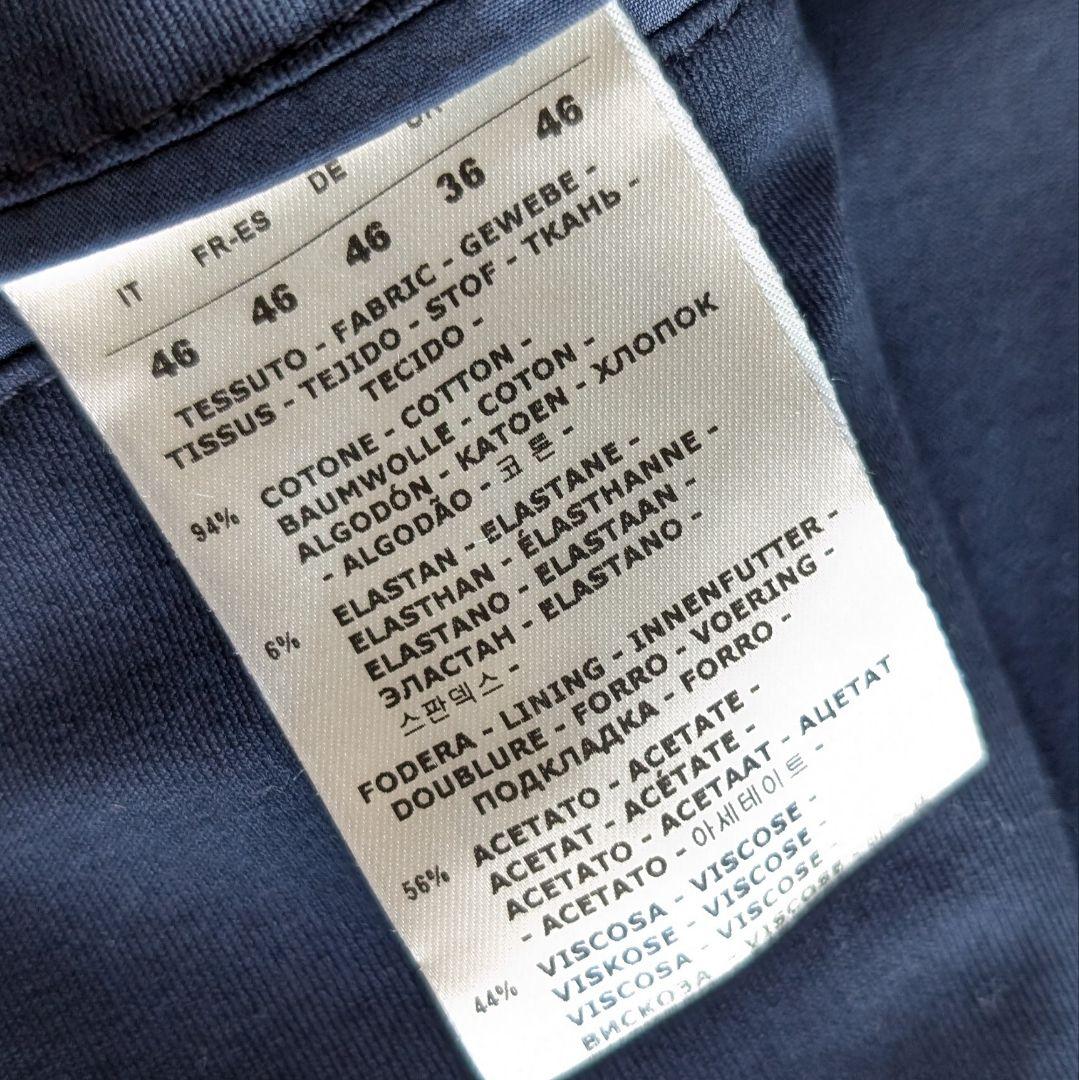 IT FR-ES DE
46 46 46 36 46
TESSUTO - FABRIC - GEWEBE -
TISSUS - TEJIDO - STOF - ТКАНЬ -
TECIDO -
94% COTONE - COTTON -
BAUMWOLLE - COTON -
ALGODÓN - KATOEN - ХЛОПОК
- ALGODÃO - 코튼 -
6% ELASTAN - ELASTANE -
ELASTHAN - ÉLASTHANNE -
ELASTANO - ELASTAAN -
ЭЛАСТАН - ELASTANO -
스판덱스 -
FODERA - LINING - INNENFUTTER -
DOUBLURE - FORRO - VOERING -
ПОДКЛАДКА - FORRO -
56% ACETATO - ACETATE -
ACETAT - ACÉTATE -
ACETATO - ACETAAT - АЦЕТАТ
- ACETATO - 아세테이트 -
44% VISCOSA - VISCOSE -
VISKOSE - VISCOSE -
VISCOSA - VISCOSE -
ВИСКОЗА - VISCOSE -